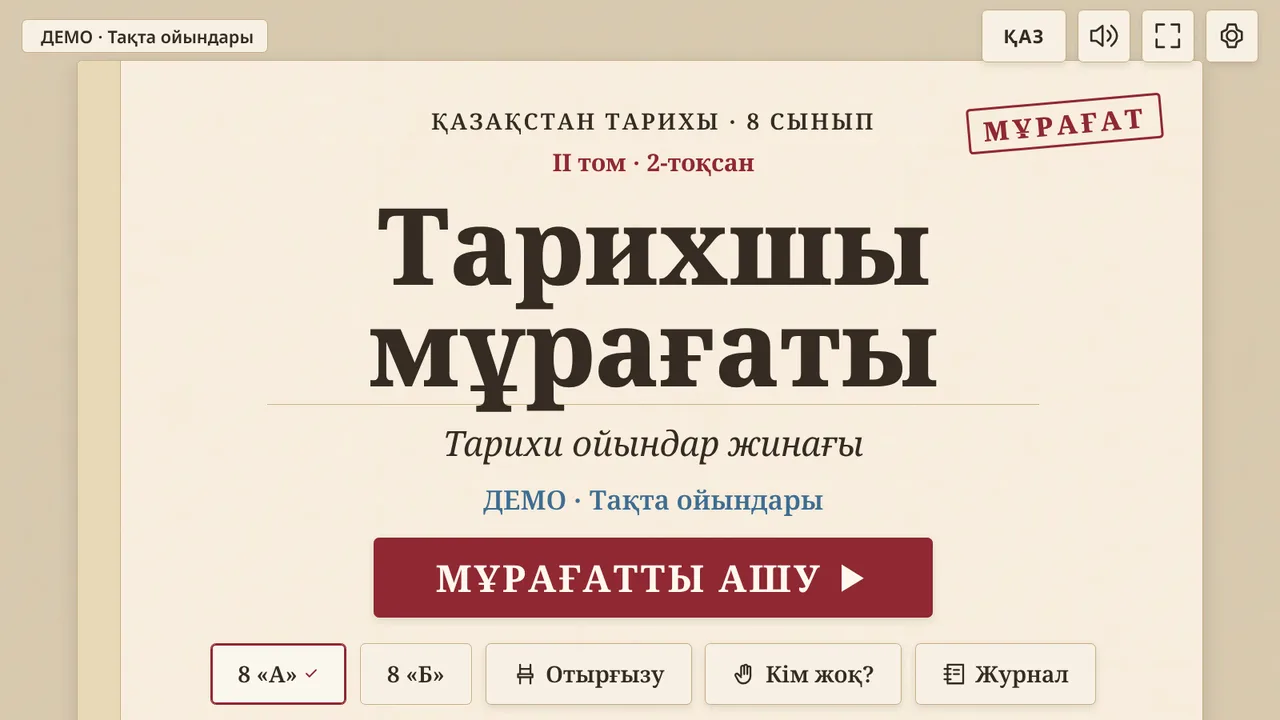 ДЕМО · Тақта ойындары
ҚАЗ
ҚАЗАҚСТАН ТАРИХЫ · 8 СЫНЫП
МҰРАҒАТ
II том · 2-тоқсан
Тарихшы
мұрағаты
Тарихи ойындар жинағы
ДЕМО · Тақта ойындары
МҰРАҒАТТЫ АШУ
8 «А»
8 «Б»
Отырғызу
Кім жоқ?
Журнал